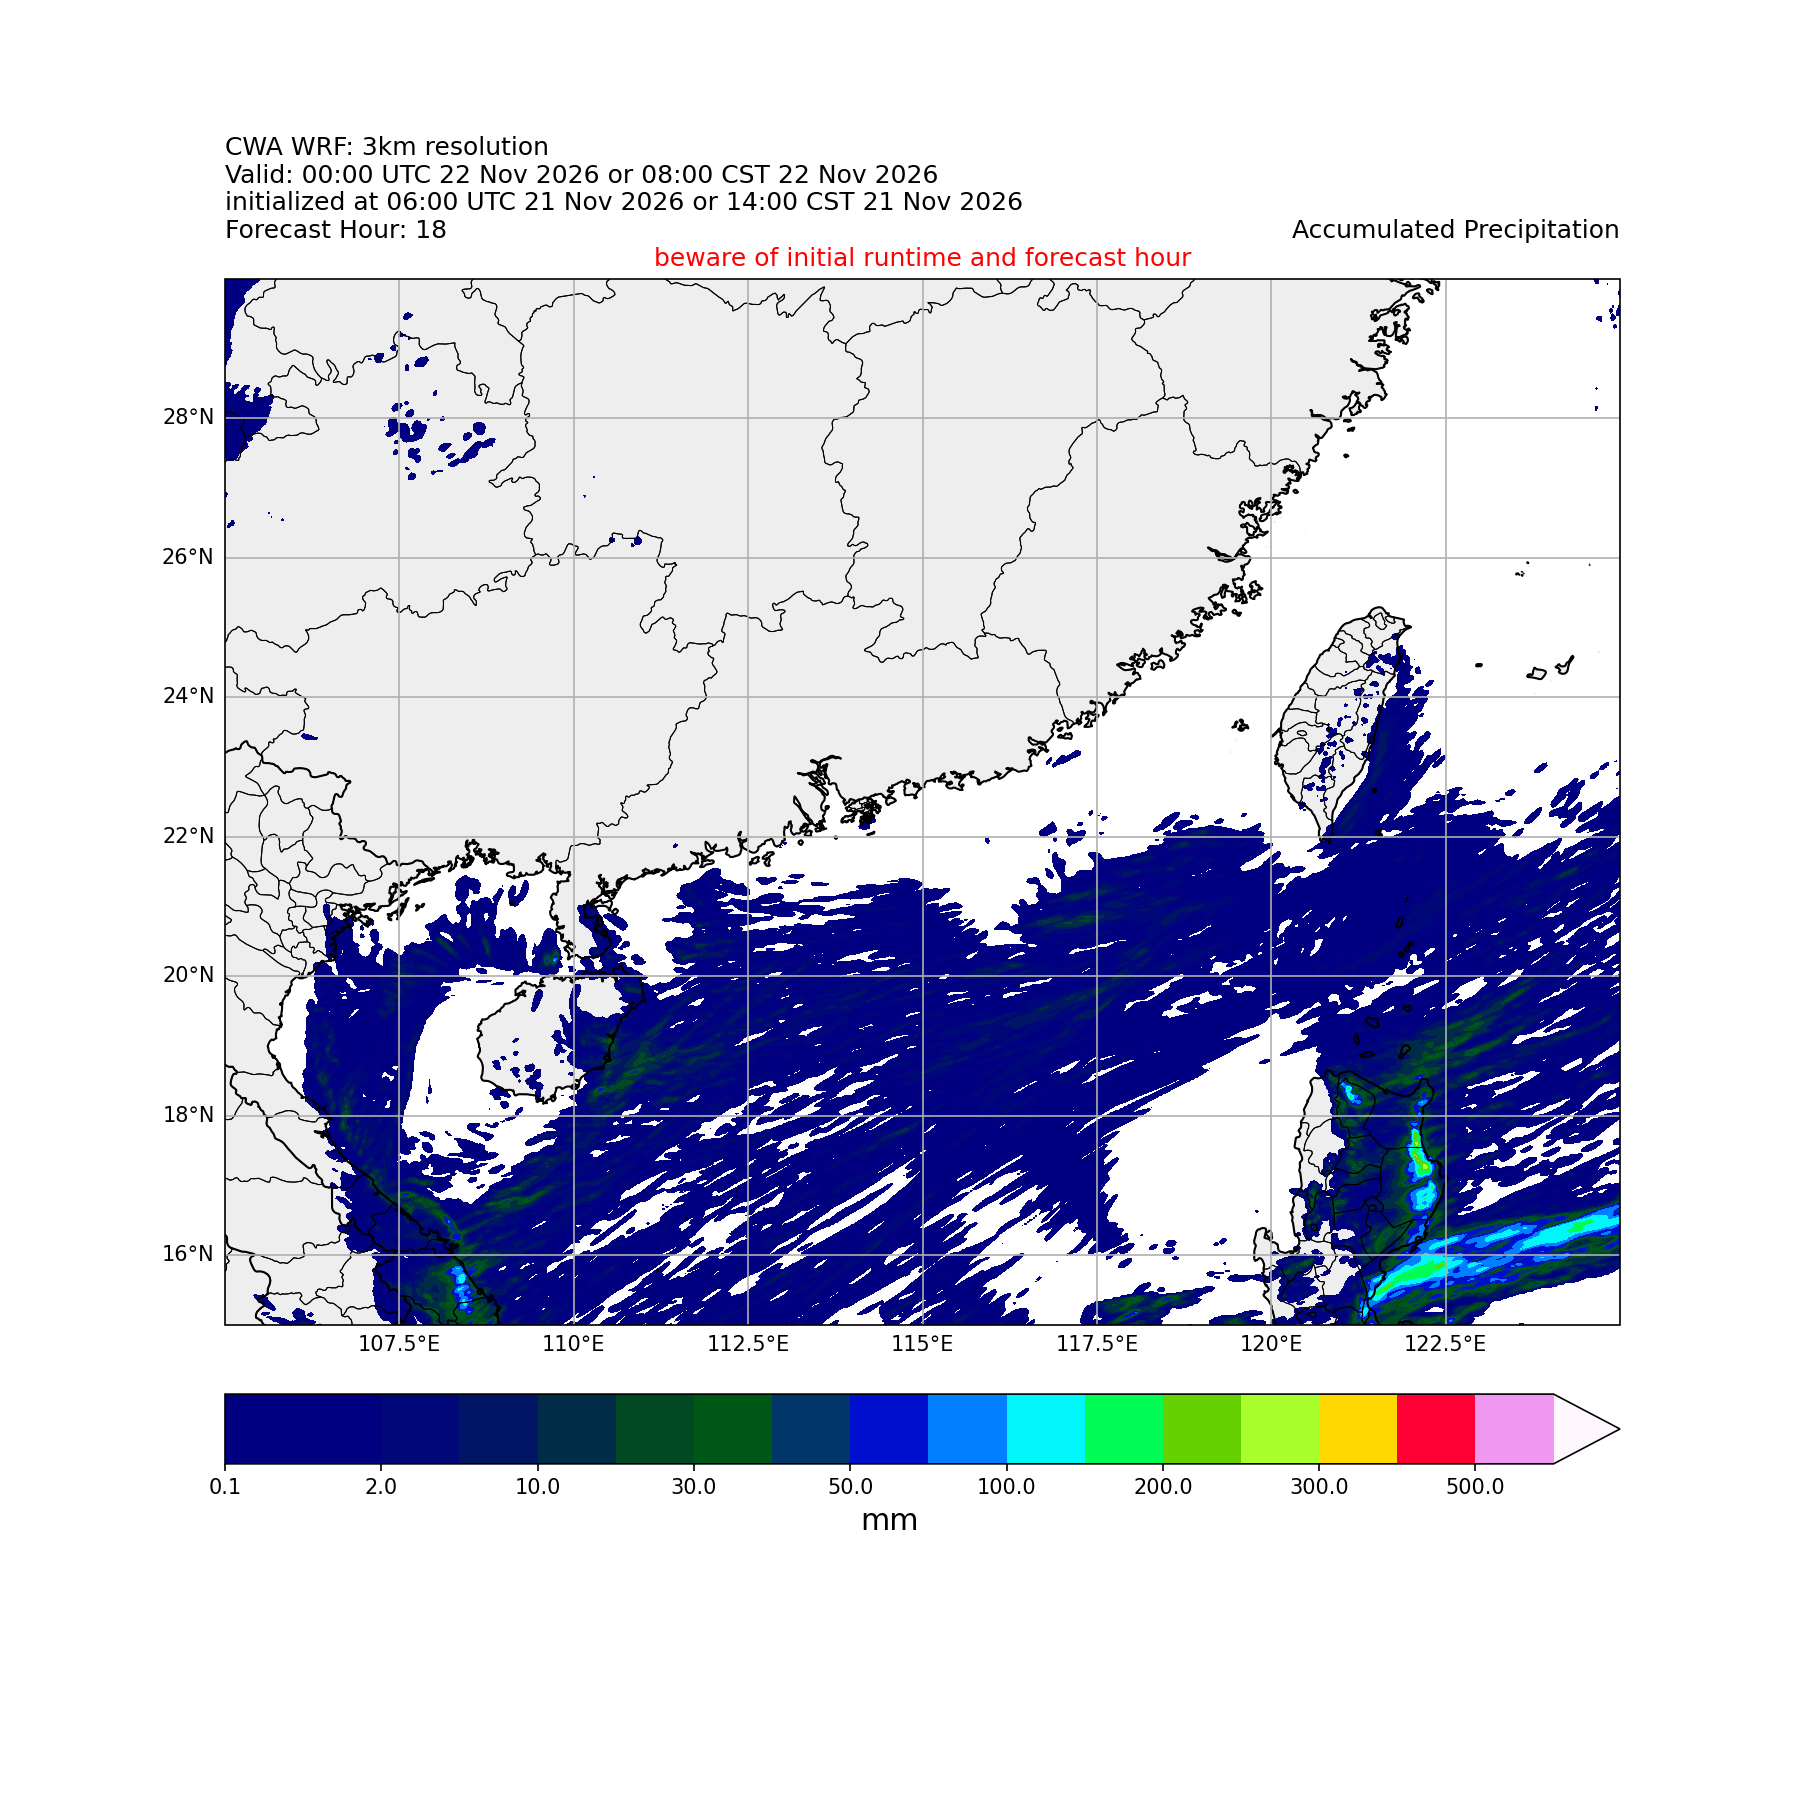 CWA WRF: 3km resolution
Valid: 00:00 UTC 22 Nov 2026 or 08:00 CST 22 Nov 2026
initialized at 06:00 UTC 21 Nov 2026 or 14:00 CST 21 Nov 2026
Forecast Hour: 18
Accumulated Precipitation
beware of initial runtime and forecast hour
28°N
26°N
24°N
22°N
20°N
18°N
16°N
107.5°E 110°E 112.5°E 115°E 117.5°E 120°E 122.5°E
0.1 2.0 10.0 30.0 50.0 100.0 200.0 300.0 500.0
mm